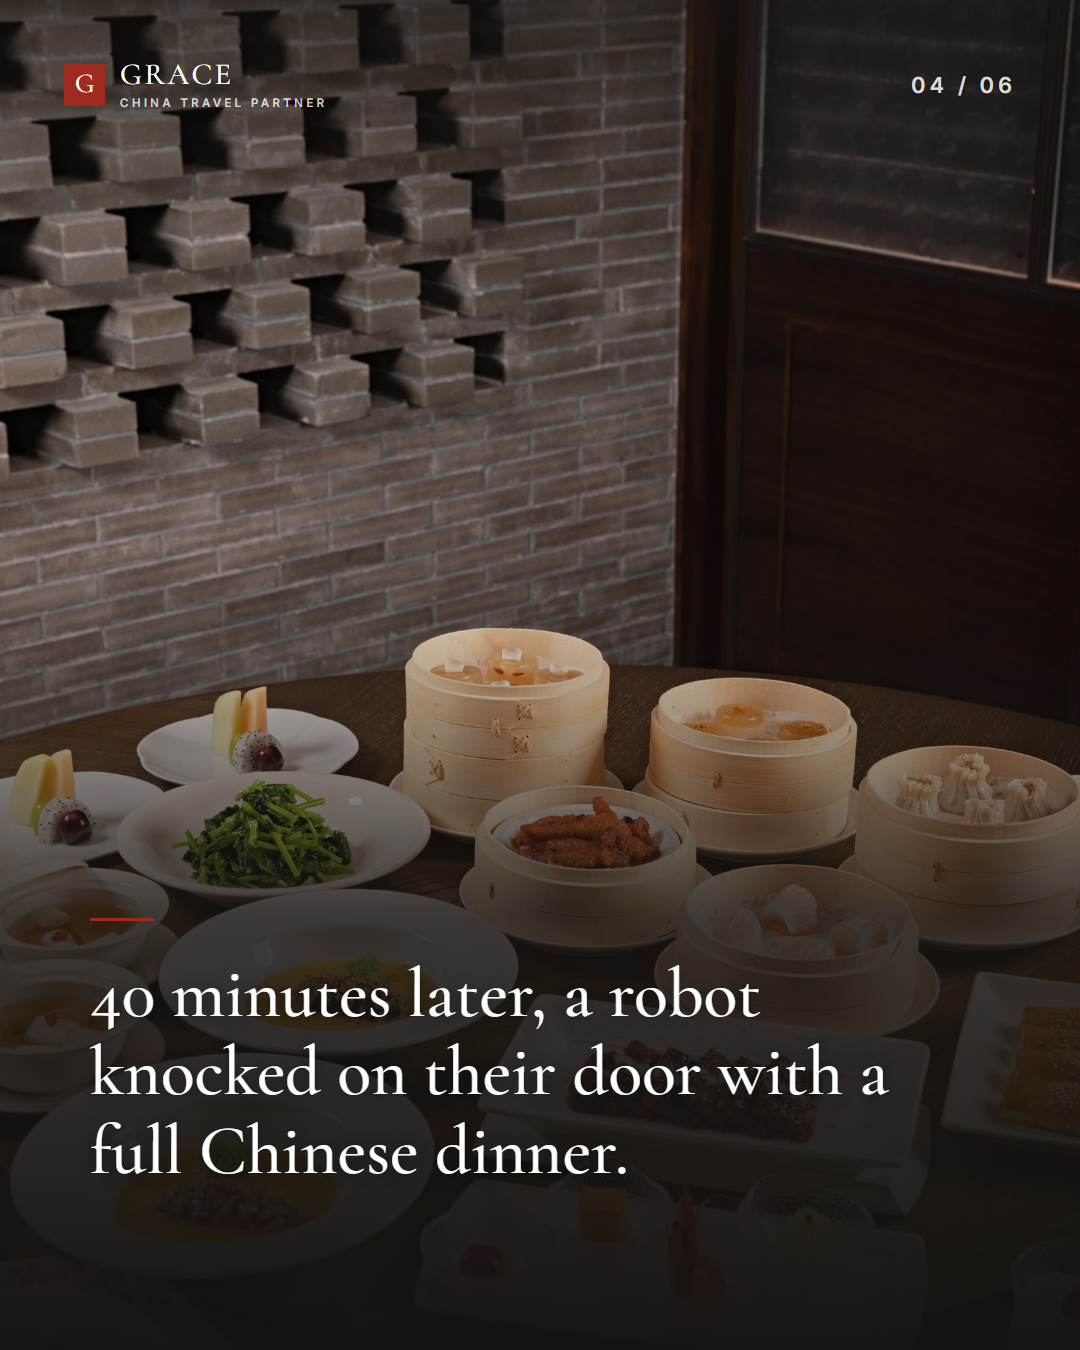 G
GRACE
CHINA TRAVEL PARTNER
04 / 06
40 minutes later, a robot
knocked on their door with a
full Chinese dinner.